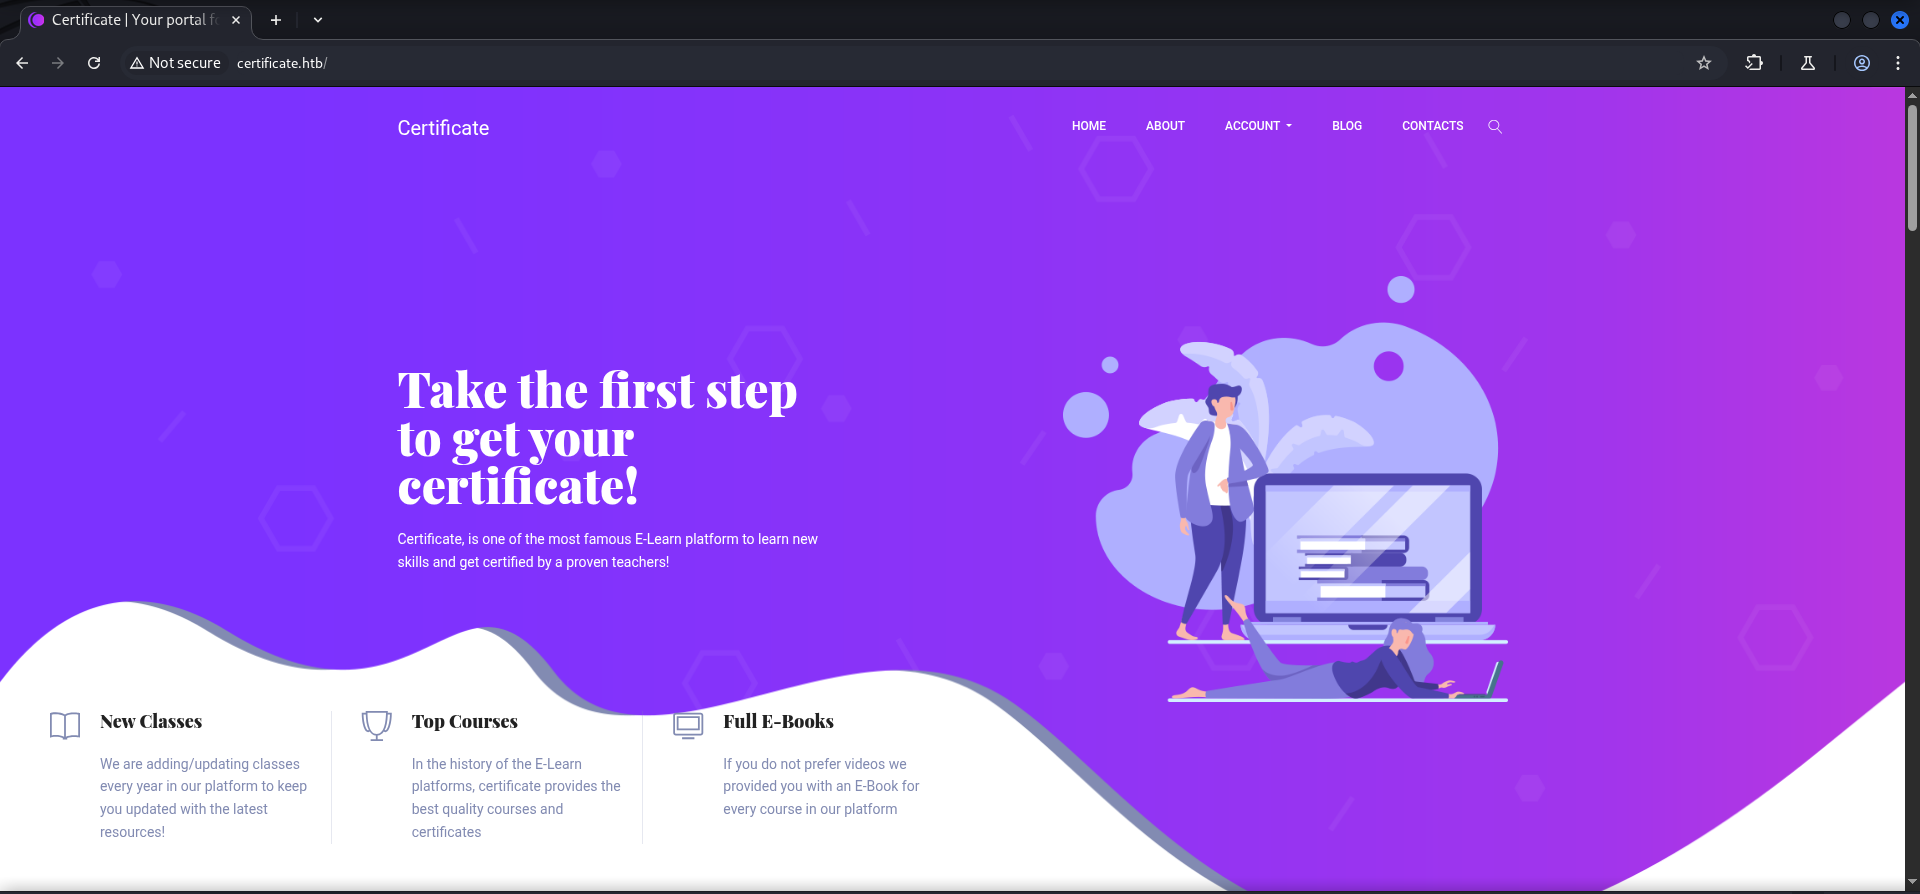 Certificate | Your portal f
Not secure
certificate.htb/
Certificate
HOME
ABOUT
ACCOUNT
BLOG
CONTACTS
Take the first step
to get your
certificate!
Certificate, is one of the most famous E-Learn platform to learn new
skills and get certified by a proven teachers!
New Classes
We are adding/updating classes
every year in our platform to keep
you updated with the latest
resources!
Top Courses
In the history of the E-Learn
platforms, certificate provides the
best quality courses and
certificates
Full E-Books
If you do not prefer videos we
provided you with an E-Book for
every course in our platform